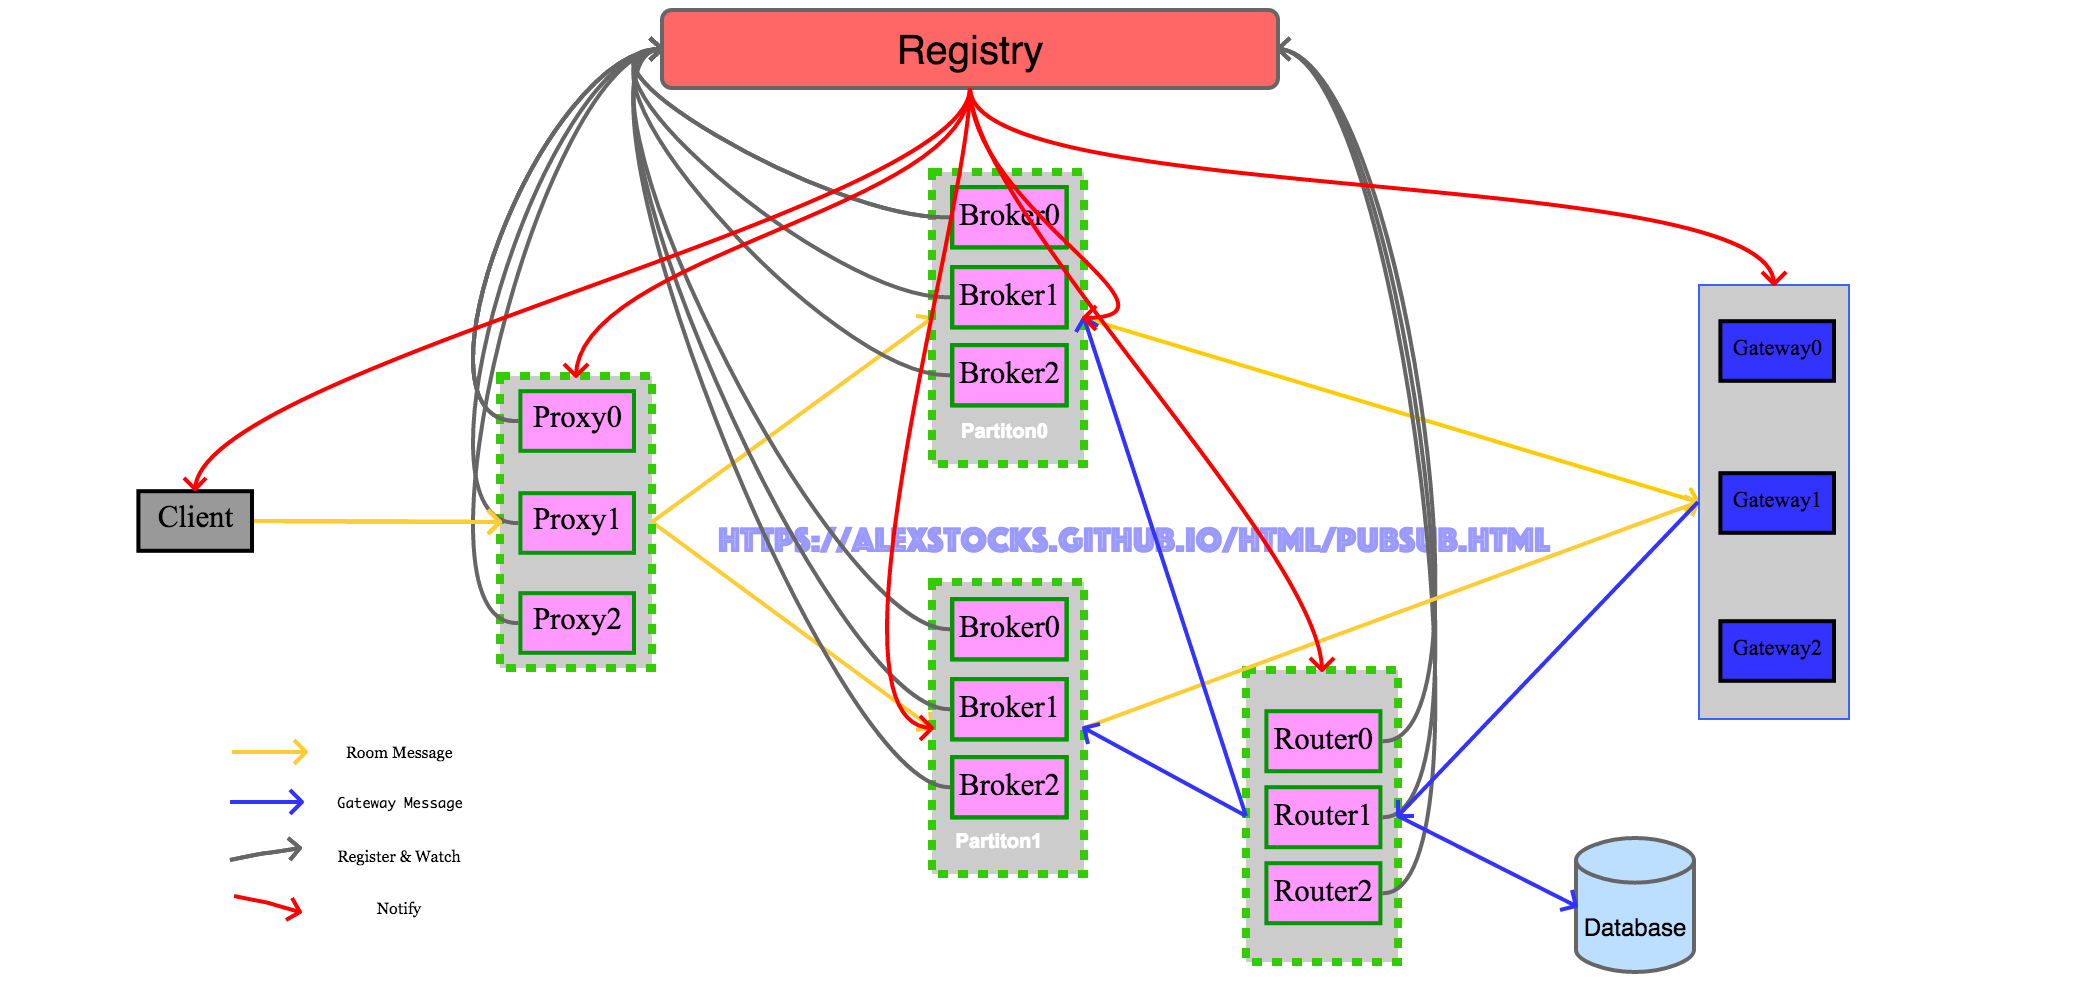 Registry
Broker0
Broker1
Broker2
Partiton0
Gateway0
Gateway1
Gateway2
Proxy0
Proxy1
Proxy2
Client
HTTPS://ALEXSTOCKS.GITHUB.IO/HTML/PUBSUB.HTML
Broker0
Broker1
Broker2
Partiton1
Router0
Router1
Router2
Database
Room Message
Gateway Message
Register & Watch
Notify